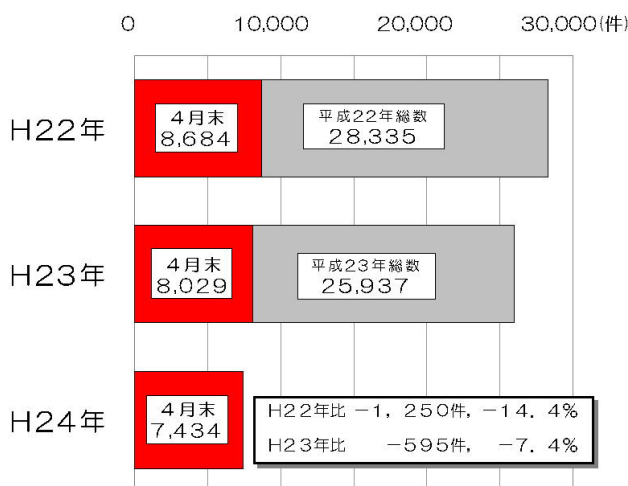 0 10,000 20,000 30,000(件)
H22年
4月末
8,684
平成22年総数
28,335
H23年
4月末
8,029
平成23年総数
25,937
H24年
4月末
7,434
H22年比 －1，250件，－14．4％
H23年比 －595件， －7．4％